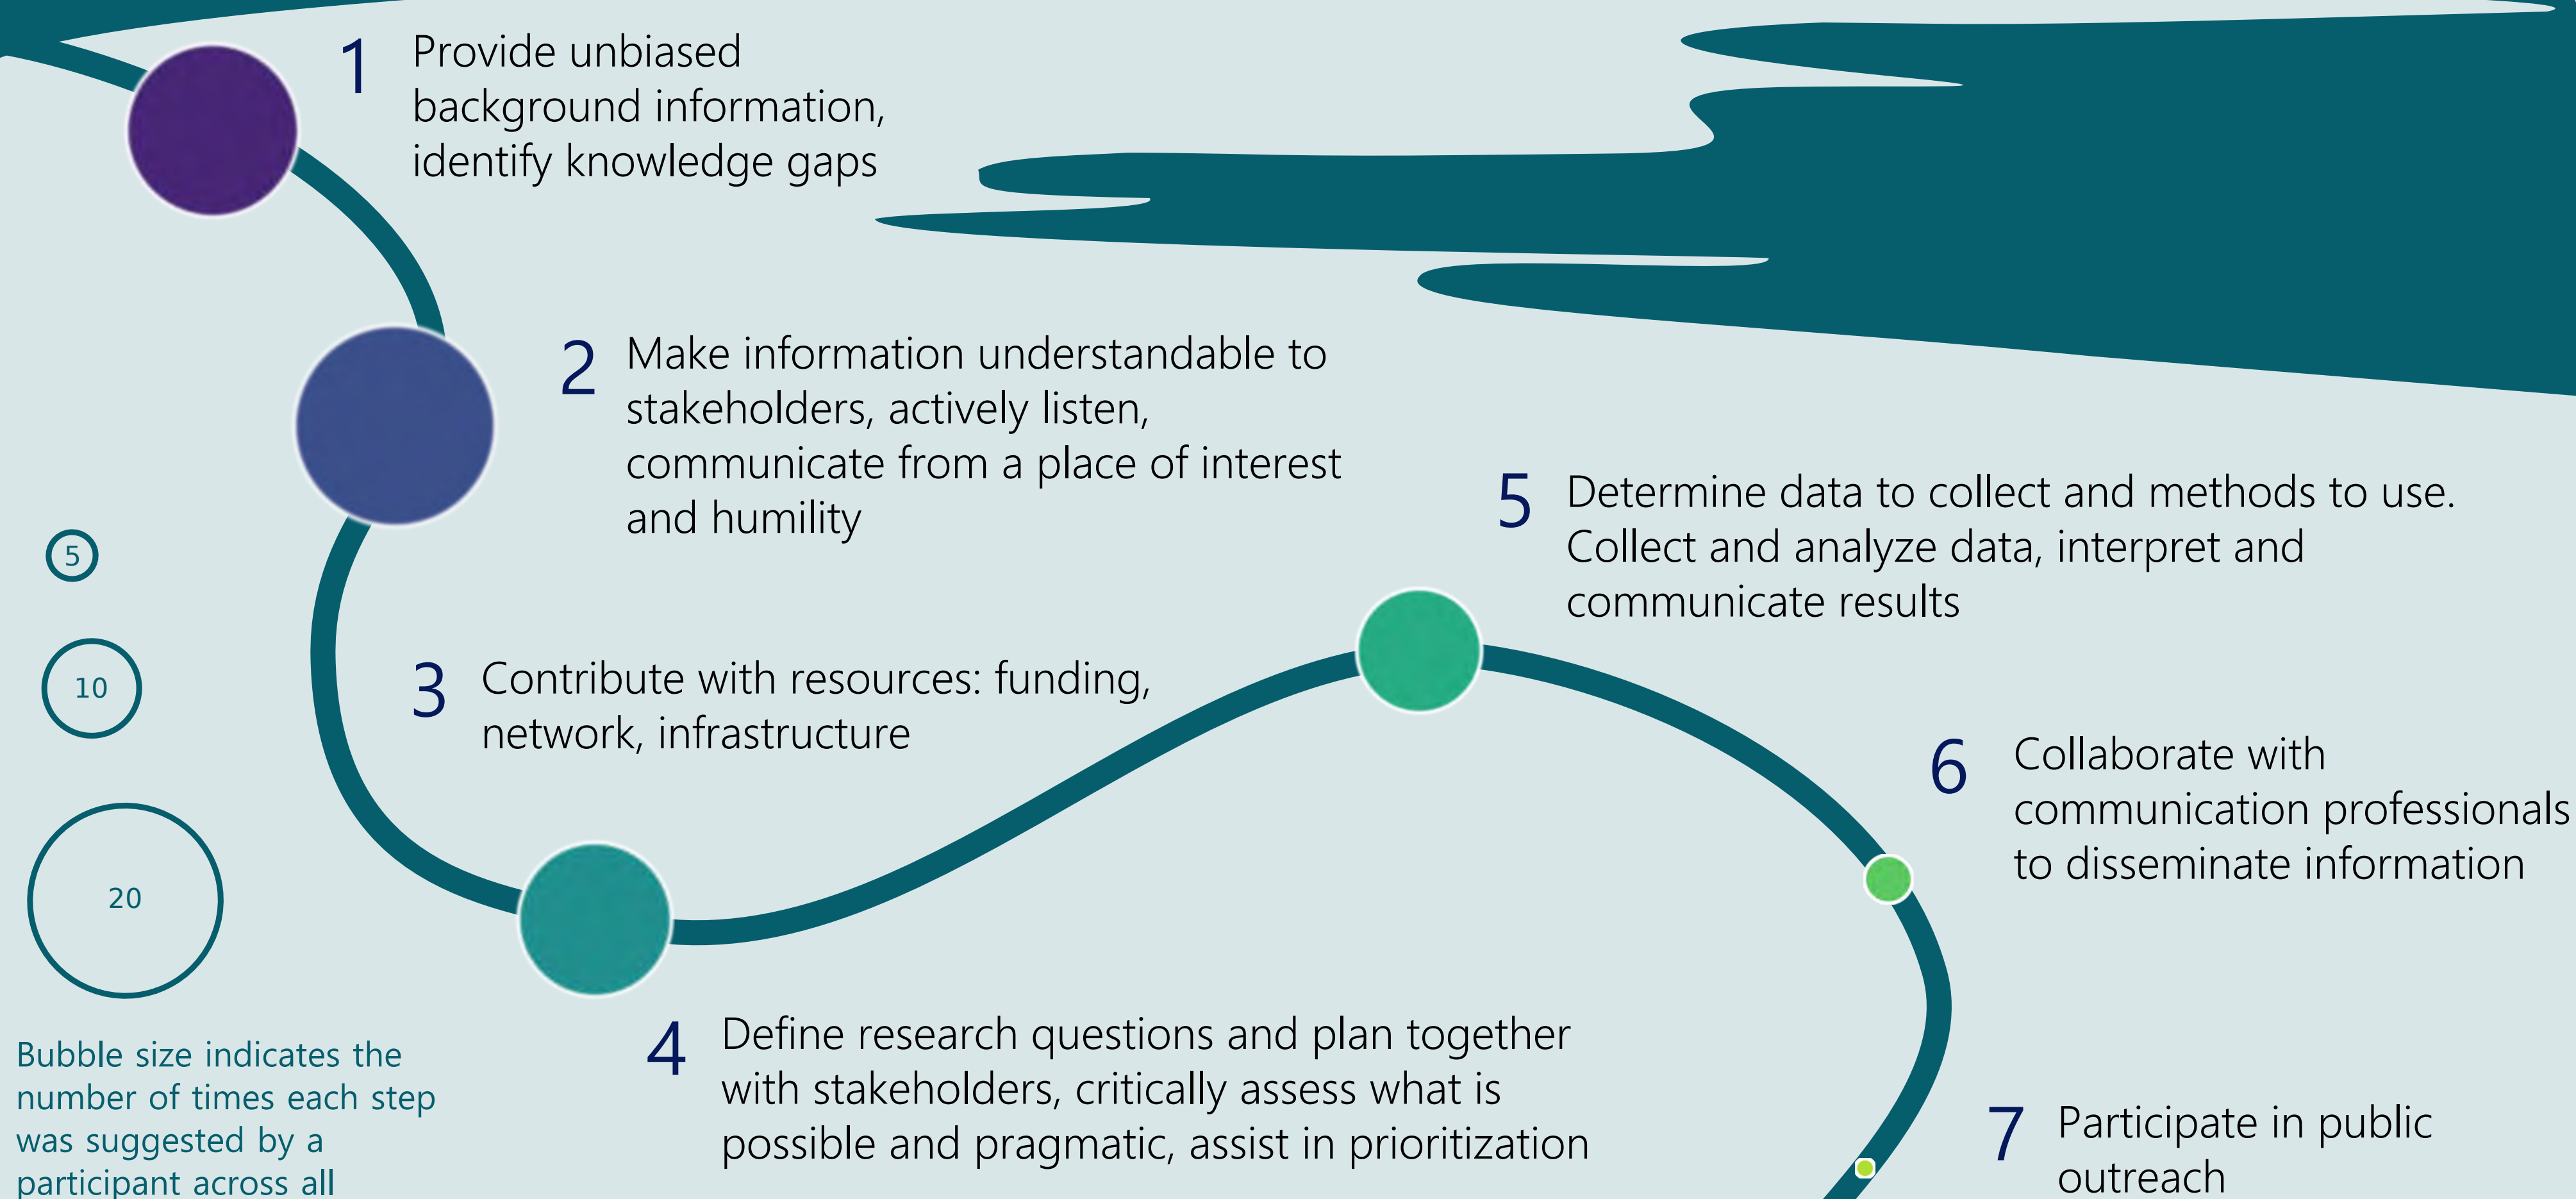 1
Provide unbiased
background information,
identify knowledge gaps
2
Make information understandable to
stakeholders, actively listen,
communicate from a place of interest
and humility
3
Contribute with resources: funding,
network, infrastructure
4
Define research questions and plan together
with stakeholders, critically assess what is
possible and pragmatic, assist in prioritization
5
Determine data to collect and methods to use.
Collect and analyze data, interpret and
communicate results
6
Collaborate with
communication professionals
to disseminate information
7
Participate in public
outreach
5
10
20
Bubble size indicates the
number of times each step
was suggested by a
participant across all